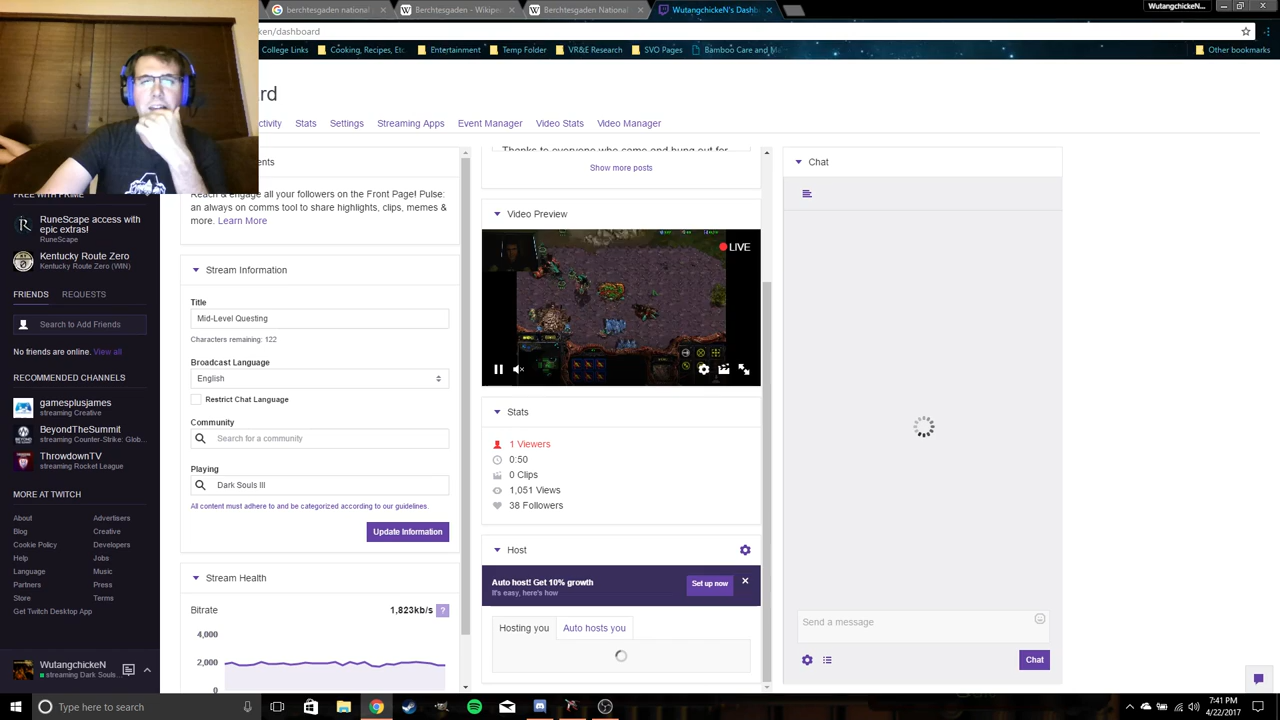 berchtesgaden national
Berchtesgaden - Wikipe
Berchtesgaden National
WutangchickeN's Dashb
WutangchickeN...
ken/dashboard
College Links
Cooking, Recipes, Etc.
Entertainment
Temp Folder
VR&E Research
SVO Pages
Bamboo Care and Ma
Other bookmarks
rd
ctivity
Stats
Settings
Streaming Apps
Event Manager
Video Stats
Video Manager
ents
Reach & engage all your followers on the Front Page! Pulse:
an always on comms tool to share highlights, clips, memes &
more. Learn More
Stream Information
Title
Mid-Level Questing
Characters remaining: 122
Broadcast Language
English
Restrict Chat Language
Community
Search for a community
Playing
Dark Souls III
All content must adhere to and be categorized according to our guidelines.
Update Information
Stream Health
Bitrate
1,823kb/s
?
4,000
2,000
0
Thanks to everyone who came and hung out for
Show more posts
Video Preview
LIVE
Stats
1 Viewers
0:50
0 Clips
1,051 Views
38 Followers
Host
Auto host! Get 10% growth
It's easy, here's how
Set up now
Hosting you
Auto hosts you
Chat
Send a message
Chat
FREE WITH PRIME
RuneScape access with
epic extras!
RuneScape
Kentucky Route Zero
Kentucky Route Zero (WIN)
FRIENDS
REQUESTS
Search to Add Friends
No friends are online. View all
RECOMMENDED CHANNELS
gamesplusjames
streaming Creative
BeyondTheSummit
streaming Counter-Strike: Glob...
ThrowdownTV
streaming Rocket League
MORE AT TWITCH
About
Advertisers
Blog
Creative
Cookie Policy
Developers
Help
Jobs
Language
Music
Partners
Press
Store
Terms
Get Twitch Desktop App
WutangchickeN
streaming Dark Souls...
Type here to search
7:41 PM
4/22/2017